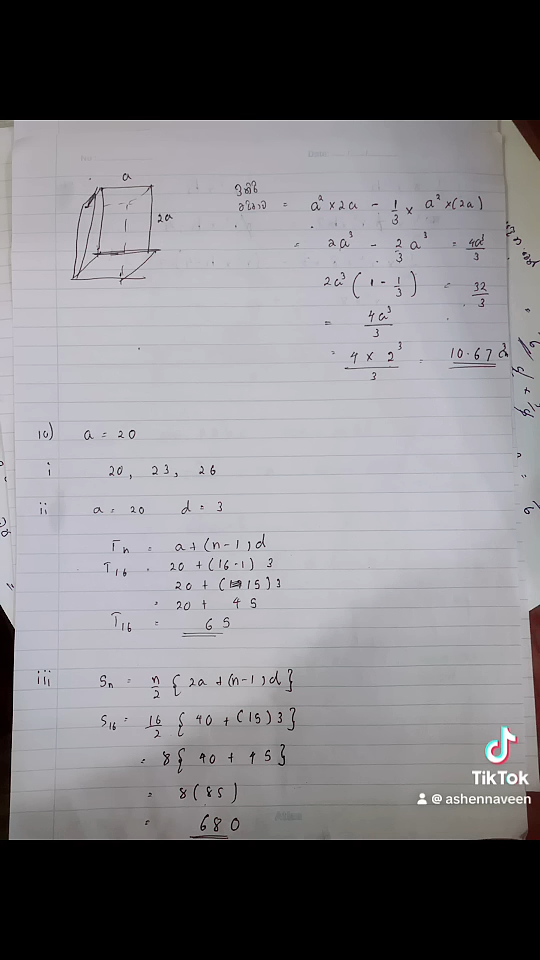 a
2a
ඉතිරි
පරිමාව = a² × 2a − 1/3 × a² × (2a)
= 2a³ − 2/3 a³ = 4a³/3
2a³ (1 − 1/3) = 32/3
= 4a³/3
= 4 × 2³/3 = 10.67
10) a = 20
i 20, 23, 26
ii a = 20 d = 3
Tn = a + (n − 1) d
T16 = 20 + (16-1) 3
20 + (15) 3
= 20 + 45
T16 = 65
iii Sn = n/2 { 2a + (n − 1) d }
S16 = 16/2 { 40 + (15) 3 }
= 8 { 40 + 45 }
= 8 (85)
= 680
TikTok
@ ashennaveen